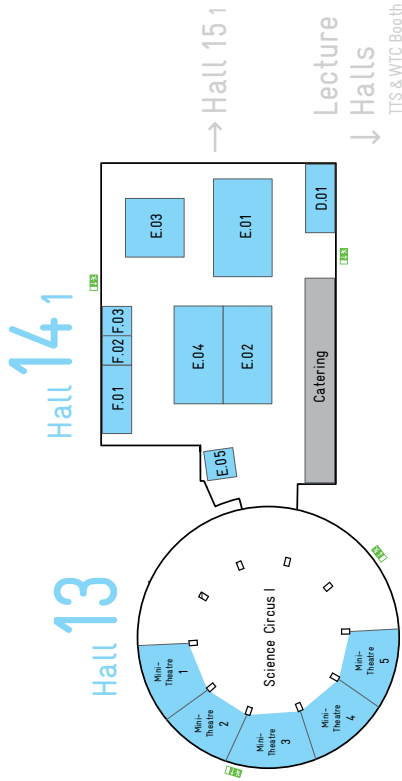 Hall 13
Hall 14 1
→ Hall 15 1
Lecture
Halls
→
TTS & WTC Booth
F.01
F.02
F.03
E.03
E.04
E.02
E.01
E.05
D.01
Catering
Science Circus I
Mini-
Theatre
1
Mini-
Theatre
2
Mini-
Theatre
3
Mini-
Theatre
4
Mini-
Theatre
5